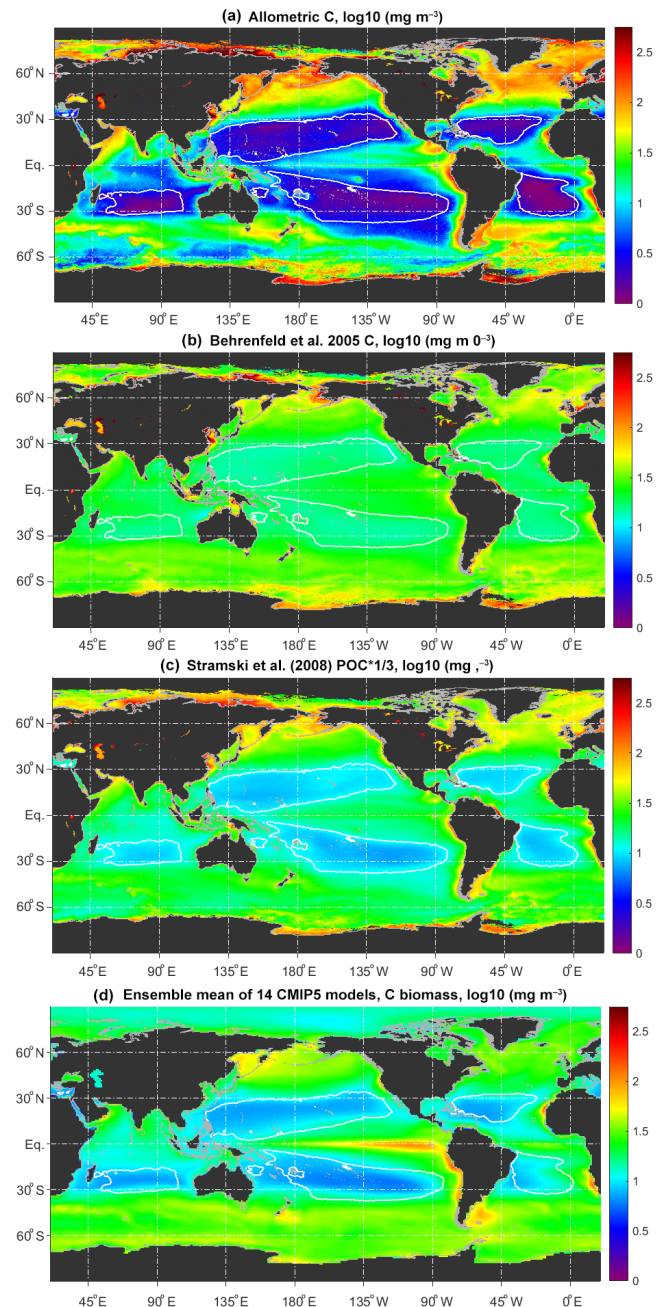 (a) Allometric C, log10 (mg m⁻³)
60° N
30° N
Eq.
30° S
60° S
45° E
90° E
135° E
180° E
135° W
90° W
45° W
0° E
2.5
2
1.5
1
0.5
0
(b) Behrenfeld et al. 2005 C, log10 (mg m 0⁻³)
60° N
30° N
Eq.
30° S
60° S
45° E
90° E
135° E
180° E
135° W
90° W
45° W
0° E
2.5
2
1.5
1
0.5
0
(c) Stramski et al. (2008) POC*1/3, log10 (mg ,⁻³)
60° N
30° N
Eq.
30° S
60° S
45° E
90° E
135° E
180° E
135° W
90° W
45° W
0° E
2.5
2
1.5
1
0.5
0
(d) Ensemble mean of 14 CMIP5 models, C biomass, log10 (mg m⁻³)
60° N
30° N
Eq.
30° S
60° S
45° E
90° E
135° E
180° E
135° W
90° W
45° W
0° E
2.5
2
1.5
1
0.5
0